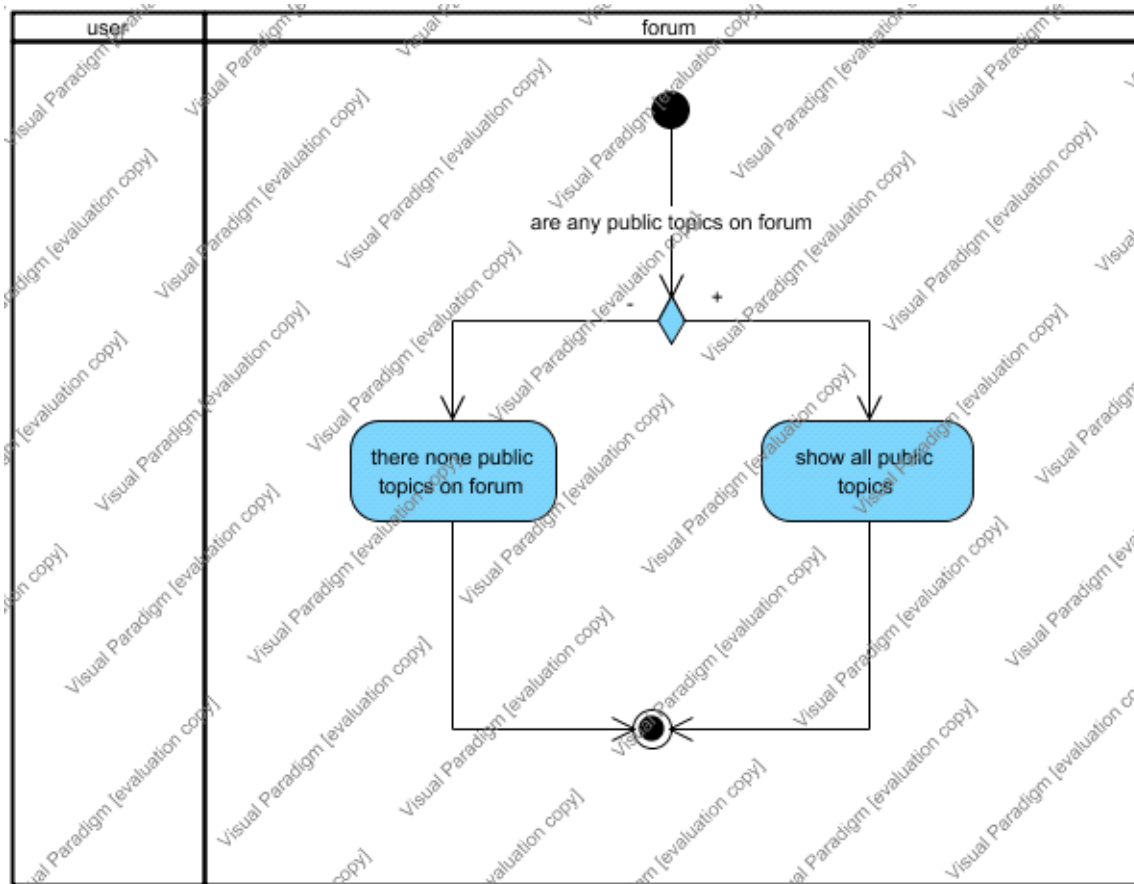 user
forum
are any public topics on forum
-
+
there none public
topics on forum
show all public
topics
Visual Paradigm [evaluation copy]